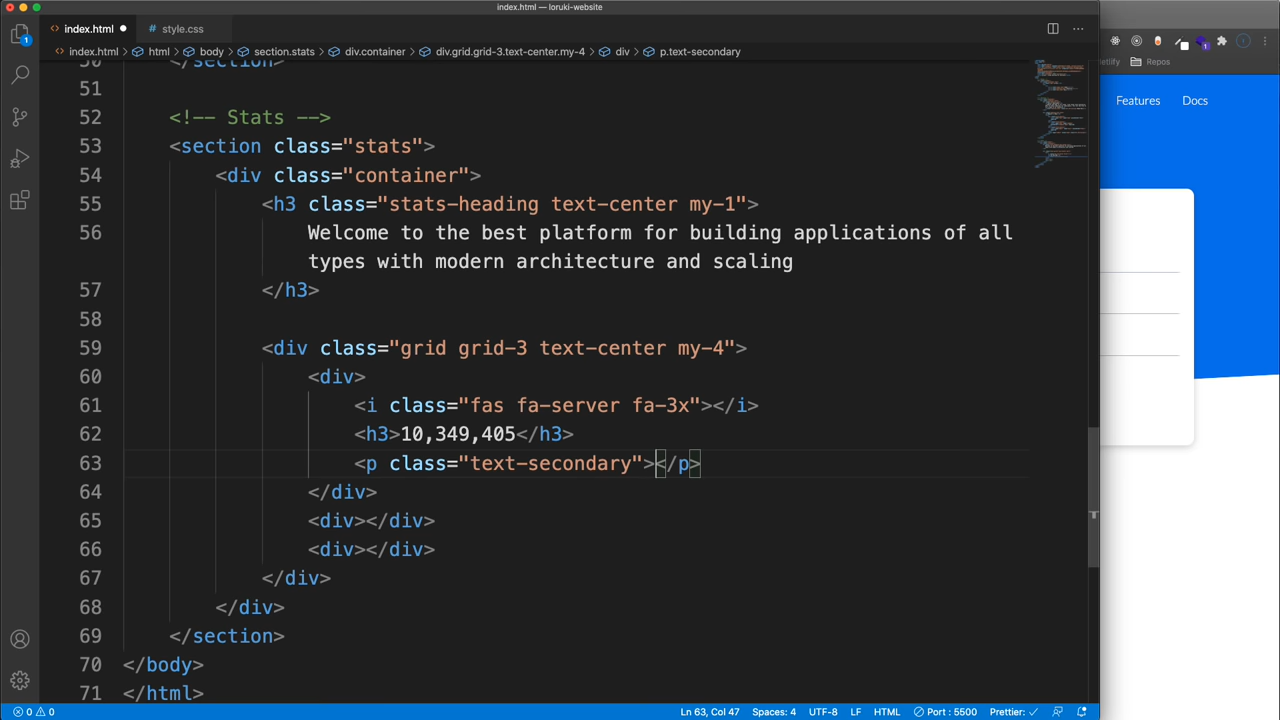 index.html — loruki-website
index.html style.css
index.html html body section.stats div.container div.grid.grid-3.text-center.my-4 div p.text-secondary
Repos
Features Docs
50 </section>
51
52 <!-- Stats -->
53 <section class="stats">
54 <div class="container">
55 <h3 class="stats-heading text-center my-1">
56 Welcome to the best platform for building applications of all
types with modern architecture and scaling
57 </h3>
58
59 <div class="grid grid-3 text-center my-4">
60 <div>
61 <i class="fas fa-server fa-3x"></i>
62 <h3>10,349,405</h3>
63 <p class="text-secondary"></p>
64 </div>
65 <div></div>
66 <div></div>
67 </div>
68 </div>
69 </section>
70 </body>
71 </html>
0 0 Ln 63, Col 47 Spaces: 4 UTF-8 LF HTML Port : 5500 Prettier: ✓